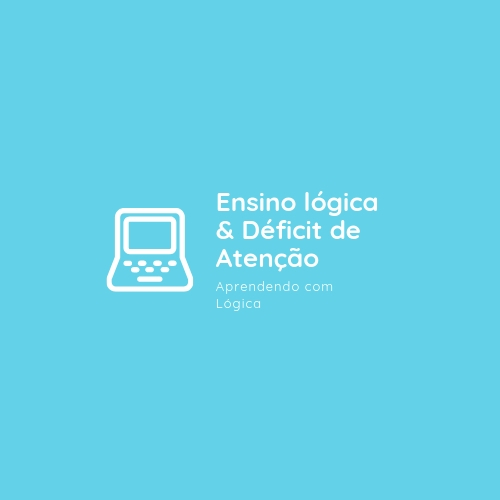 Ensino lógica
& Déficit de
Atenção
Aprendendo com
Lógica